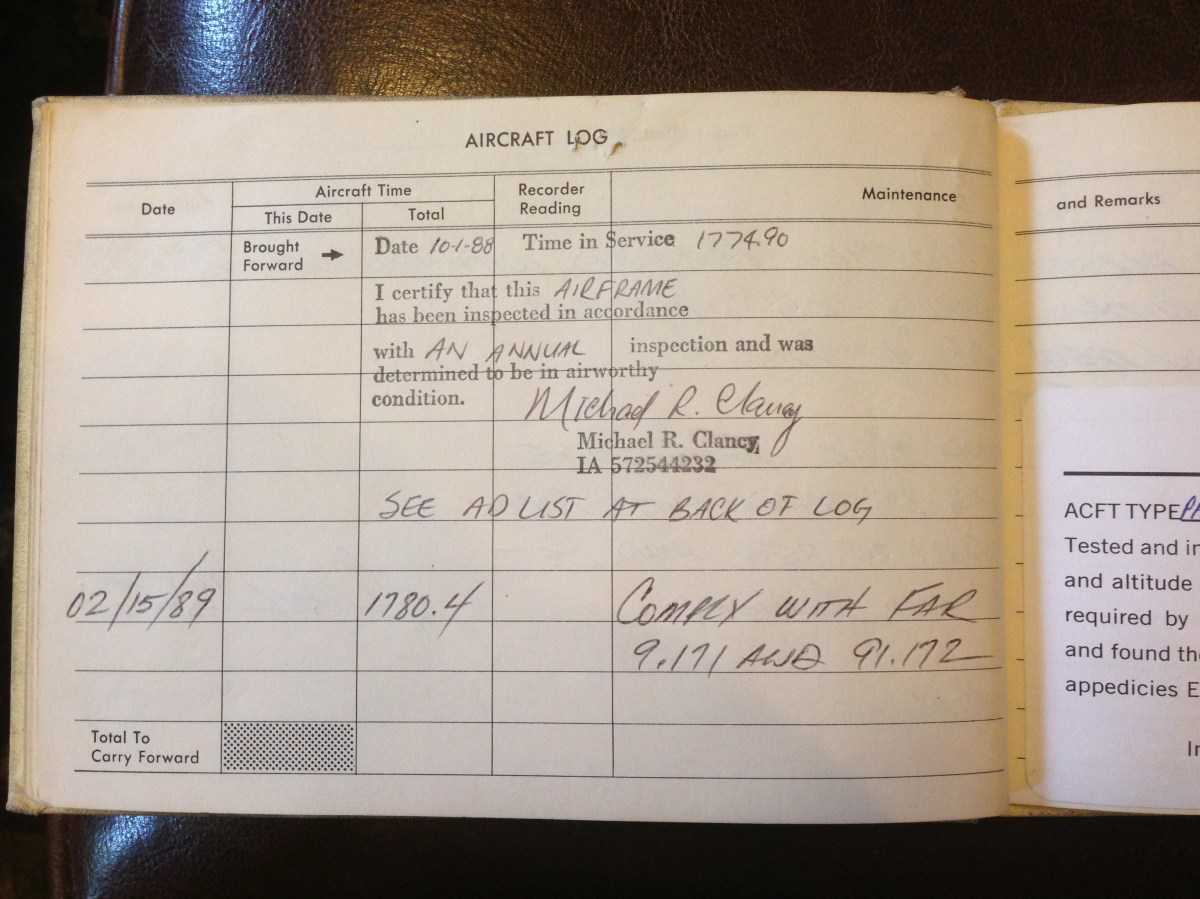 AIRCRAFT LOG
Date
Aircraft Time
This Date
Total
Recorder
Reading
Maintenance
Brought
Forward
Date 10-1-88 Time in Service 1774.90
I certify that this AIRFRAME
has been inspected in accordance
with AN ANNUAL inspection and was
determined to be in airworthy
condition.
Michael R. Clancy
Michael R. Clancy
IA 572544232
SEE AD LIST AT BACK OF LOG
02/15/89 1780.4 COMPLY WITH FAR
9.171 AND 91.172
Total To
Carry Forward
and Remarks
ACFT TYPE
Tested and in
and altitude
required by
and found the
appedicies E
In